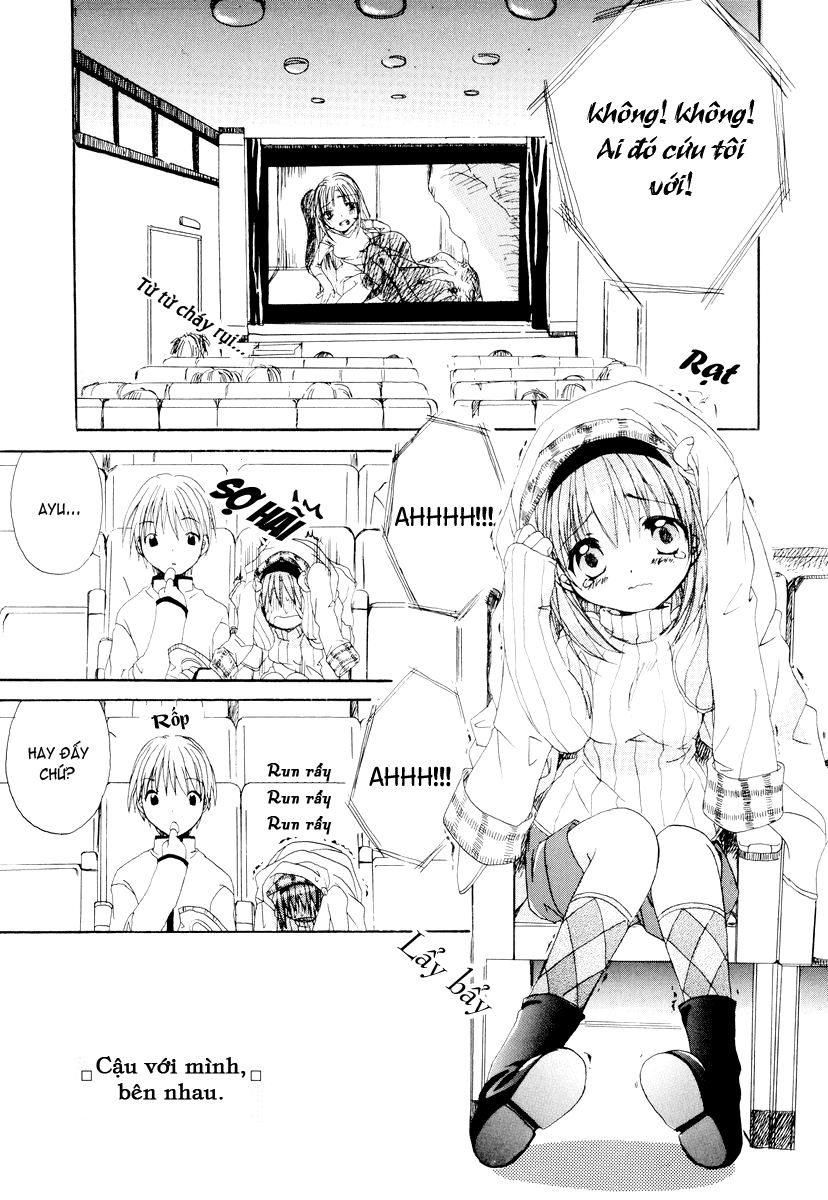 Không! Không!
Ai đó cứu tôi
với!
Từ từ cháy rụi...
Rạt
AHHHH!!!
AYU...
SỢ HÃI
AHHH!!!
Rốp
HAY ĐẤY
CHỨ?
Run rẩy
Run rẩy
Run rẩy
Lẩy bẩy
Cậu với mình,
bên nhau.